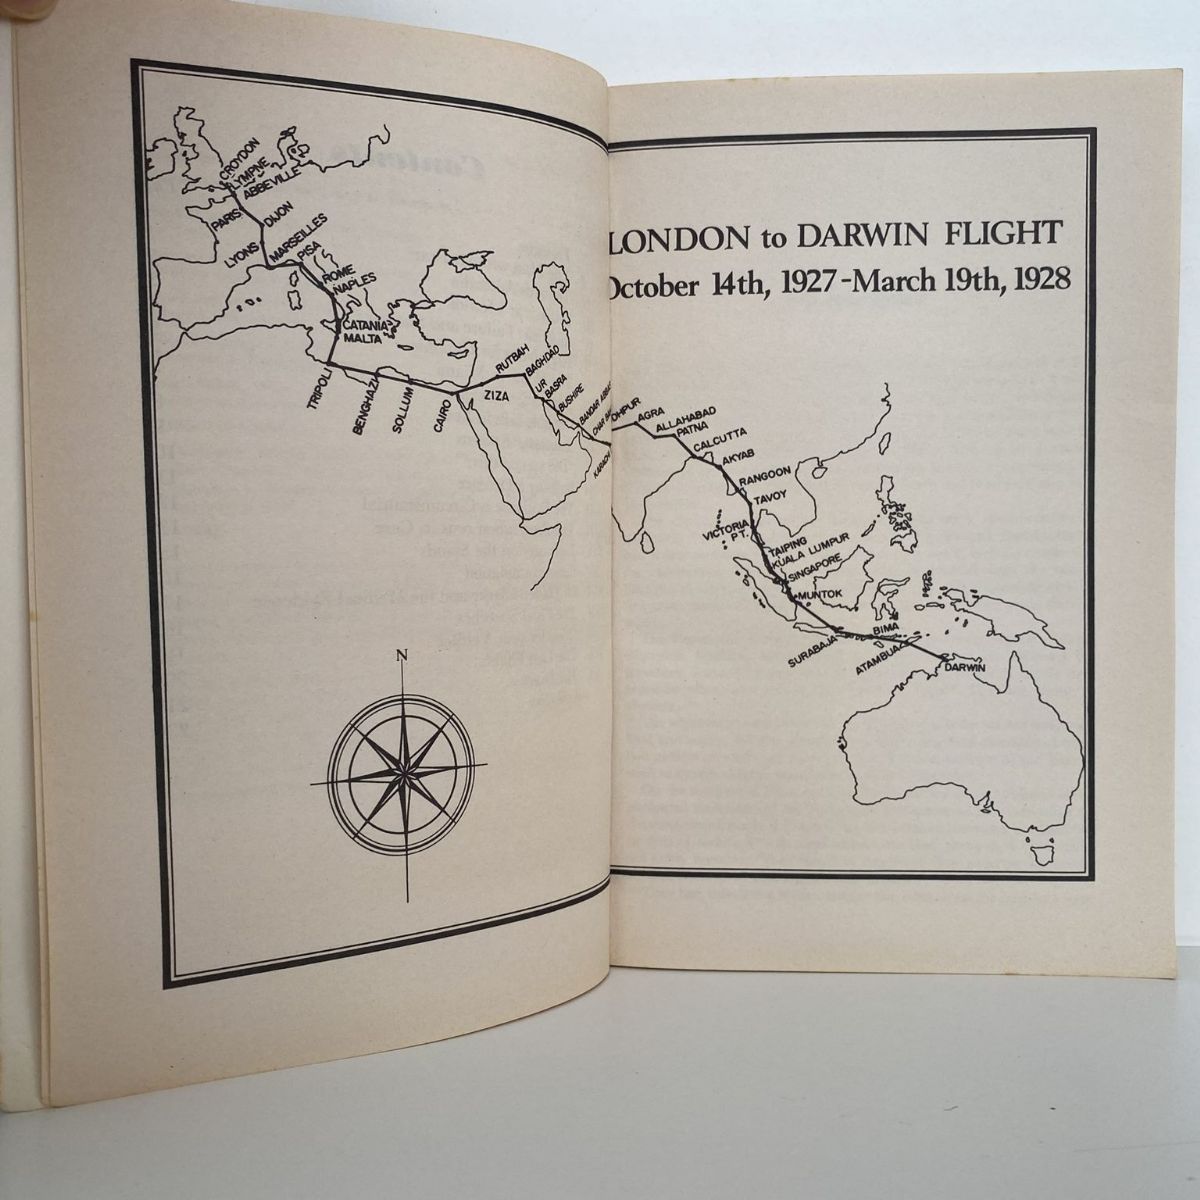 CROYDON
LYMPNE
ABBEVILLE
PARIS
DIJON
LYONS
MARSEILLES
PISA
ROME
NAPLES
CATANIA
MALTA
TRIPOLI
BENGHAZI
SOLLUM
CAIRO
ZIZA
RUTBAH
BAGHDAD
UR
BASRA
BUSHIRE
BANDAR
N
LONDON to DARWIN FLIGHT
October 14th, 1927-March 19th, 1928
AGRA
ALLAHABAD
PATNA
CALCUTTA
AKYAB
RANGOON
TAVOY
VICTORIA
PT.
TAIPING
KUALA LUMPUR
SINGAPORE
MUNTOK
SURABAJA
BIMA
ATAMBUA
DARWIN